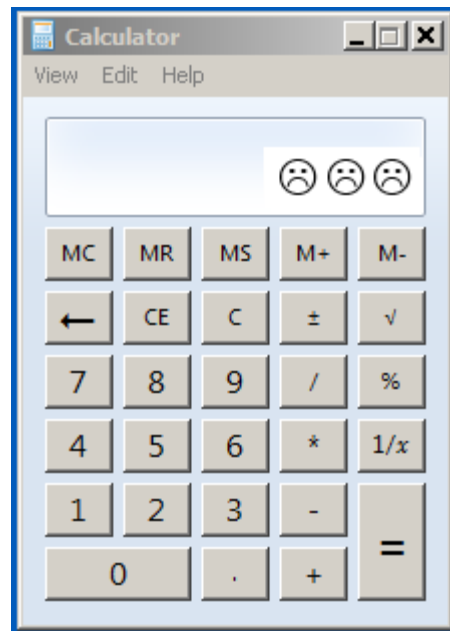 Calculator
View Edit Help
☹☹☹
MC MR MS M+ M-
← CE C ± √
7 8 9 / %
4 5 6 * 1/x
1 2 3 - =
0 . +